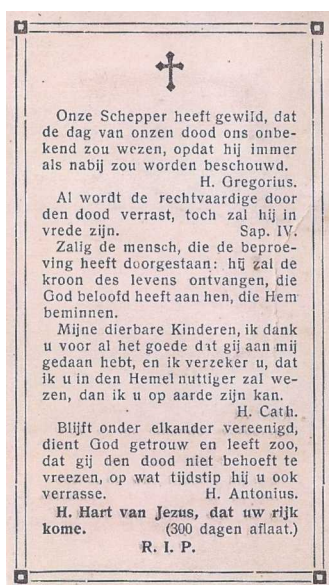 Onze Schepper heeft gewild, dat
de dag van onzen dood ons onbe-
kend zou wezen, opdat hij immer
als nabij zou worden beschouwd.
H. Gregorius.
Al wordt de rechtvaardige door
den dood verrast, toch zal hij in
vrede zijn. Sap. IV.
Zalig de mensch, die de beproe-
ving heeft doorgestaan: hij zal de
kroon des levens ontvangen, die
God beloofd heeft aan hen, die Hem
beminnen.
Mijne dierbare Kinderen, ik dank
u voor al het goede dat gij aan mij
gedaan hebt, en ik verzeker u, dat
ik u in den Hemel nuttiger zal we-
zen, dan ik u op aarde zijn kan.
H. Cath.
Blijft onder elkander vereenigd,
dient God getrouw en leeft zoo,
dat gij den dood niet behoeft te
vreezen, op wat tijdstip hij u ook
verrasse. H. Antonius.
H. Hart van Jezus, dat uw rijk
kome. (300 dagen aflaat.)
R. I. P.